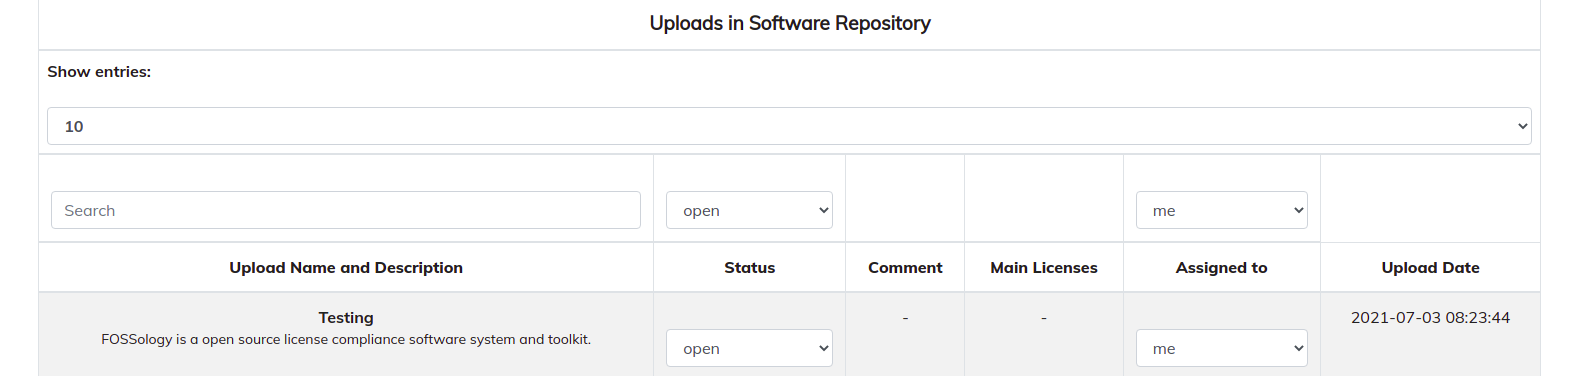 Uploads in Software Repository
Show entries:
10
Search
open
me
Upload Name and Description
Status
Comment
Main Licenses
Assigned to
Upload Date
Testing
FOSSology is a open source license compliance software system and toolkit.
open
-
-
me
2021-07-03 08:23:44